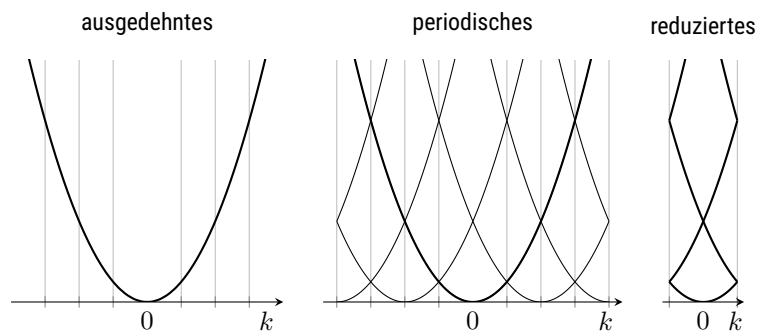 ausgedehntes
periodisches
reduziertes
0
k
0
k
0
k